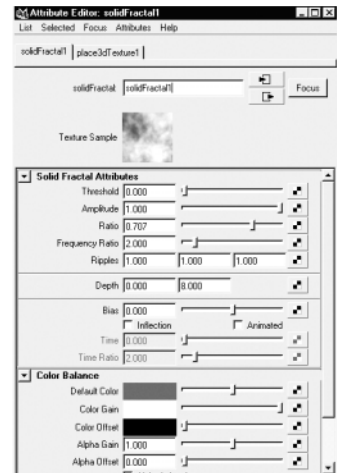 Attribute Editor: solidFractal1
List Selected Focus Attributes Help
solidFractal1 place3dTexture1
solidFractal: solidFractal1
Focus
Texture Sample
Solid Fractal Attributes
Threshold 0.000
Amplitude 1.000
Ratio 0.707
Frequency Ratio 2.000
Ripples 1.000 1.000 1.000
Depth 0.000 8.000
Bias 0.000
Inflection Animated
Time 0.000
Time Ratio 2.000
Color Balance
Default Color
Color Gain
Color Offset
Alpha Gain 1.000
Alpha Offset 0.000